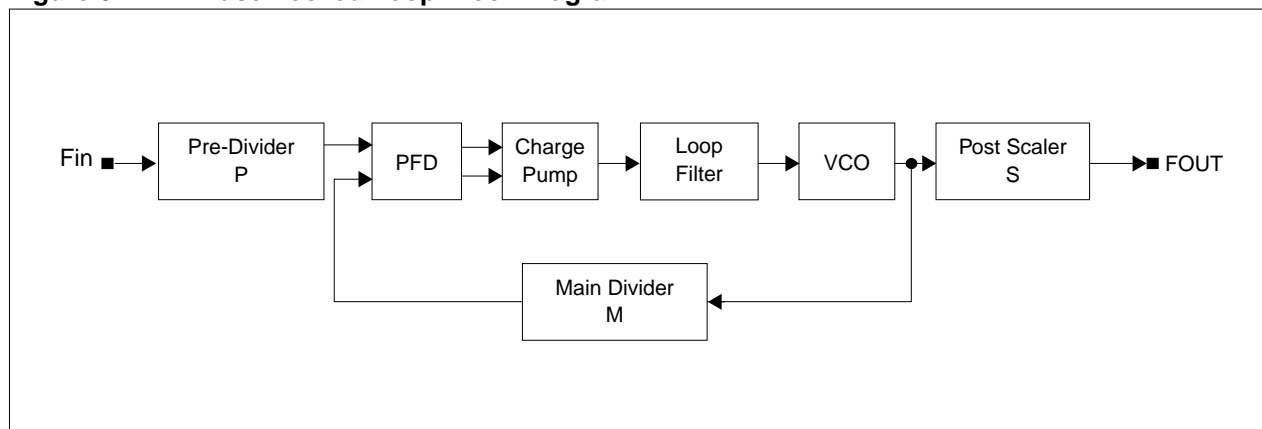 Fin
Pre-Divider
P
PFD
Charge
Pump
Loop
Filter
VCO
Post Scaler
S
FOUT
Main Divider
M